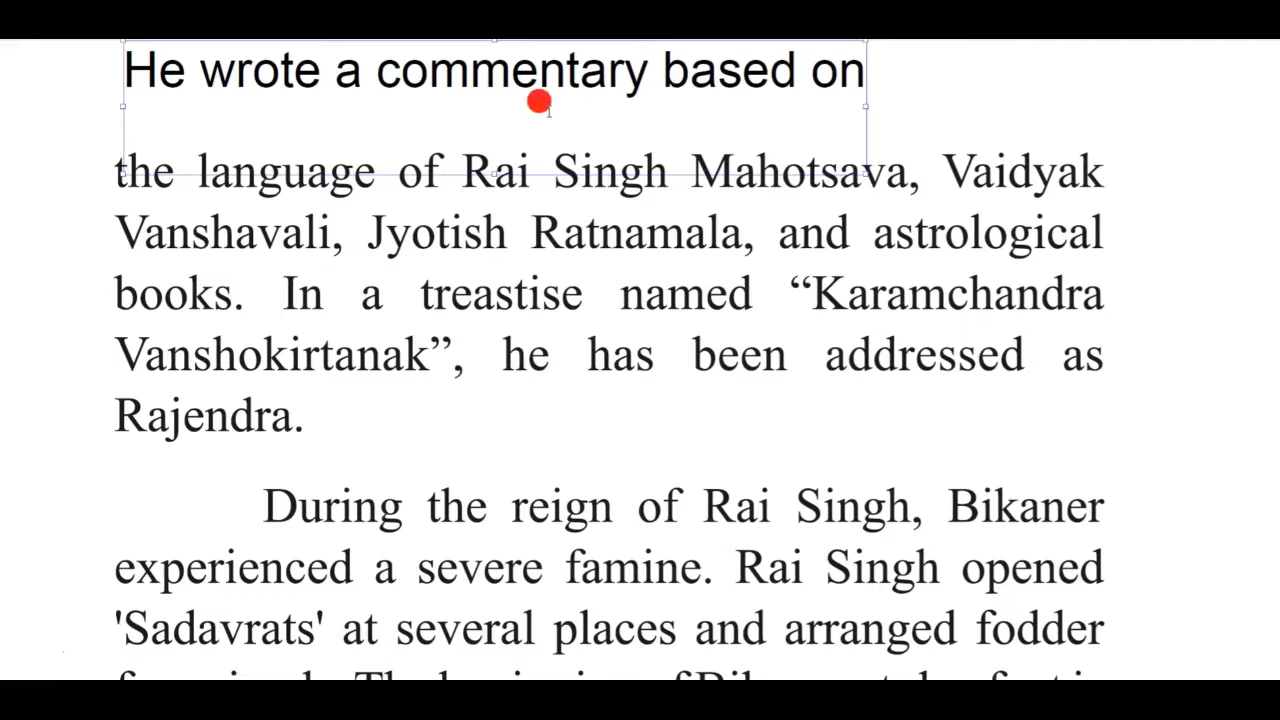 He wrote a commentary based on
the language of Rai Singh Mahotsava, Vaidyak
Vanshavali, Jyotish Ratnamala, and astrological
books. In a treastise named “Karamchandra
Vanshokirtanak”, he has been addressed as
Rajendra.
During the reign of Rai Singh, Bikaner
experienced a severe famine. Rai Singh opened
'Sadavrats' at several places and arranged fodder